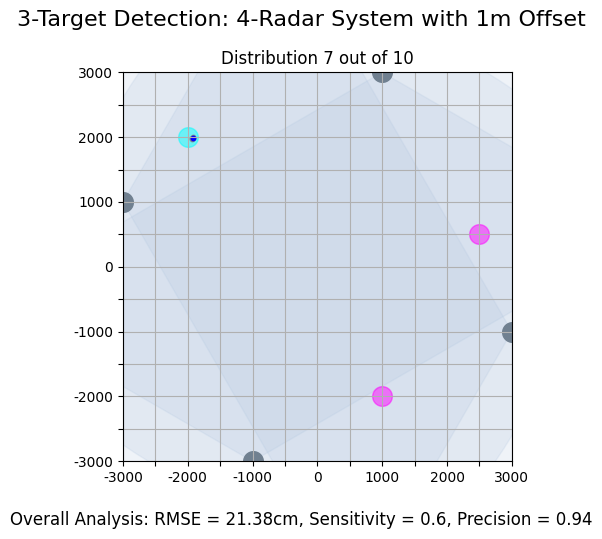 3-Target Detection: 4-Radar System with 1m Offset
Distribution 7 out of 10
3000
2000
1000
0
-1000
-2000
-3000
-3000 -2000 -1000 0 1000 2000 3000
Overall Analysis: RMSE = 21.38cm, Sensitivity = 0.6, Precision = 0.94